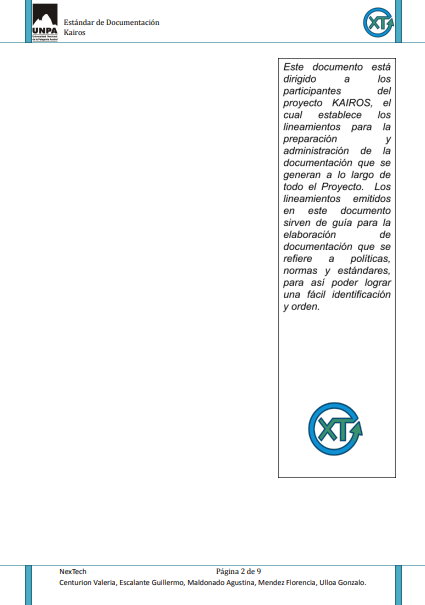 UNPA
Estándar de Documentación
Kairos
XT
Este documento está
dirigido a los
participantes del
proyecto KAIROS, el
cual establece los
lineamientos para la
preparación y
administración de la
documentación que se
generan a lo largo de
todo el Proyecto. Los
lineamientos emitidos
en este documento
sirven de guía para la
elaboración de
documentación que se
refiere a políticas,
normas y estándares,
para así poder lograr
una fácil identificación
y orden.
XT
NexTech
Página 2 de 9
Centurion Valeria, Escalante Guillermo, Maldonado Agustina, Mendez Florencia, Ulloa Gonzalo.